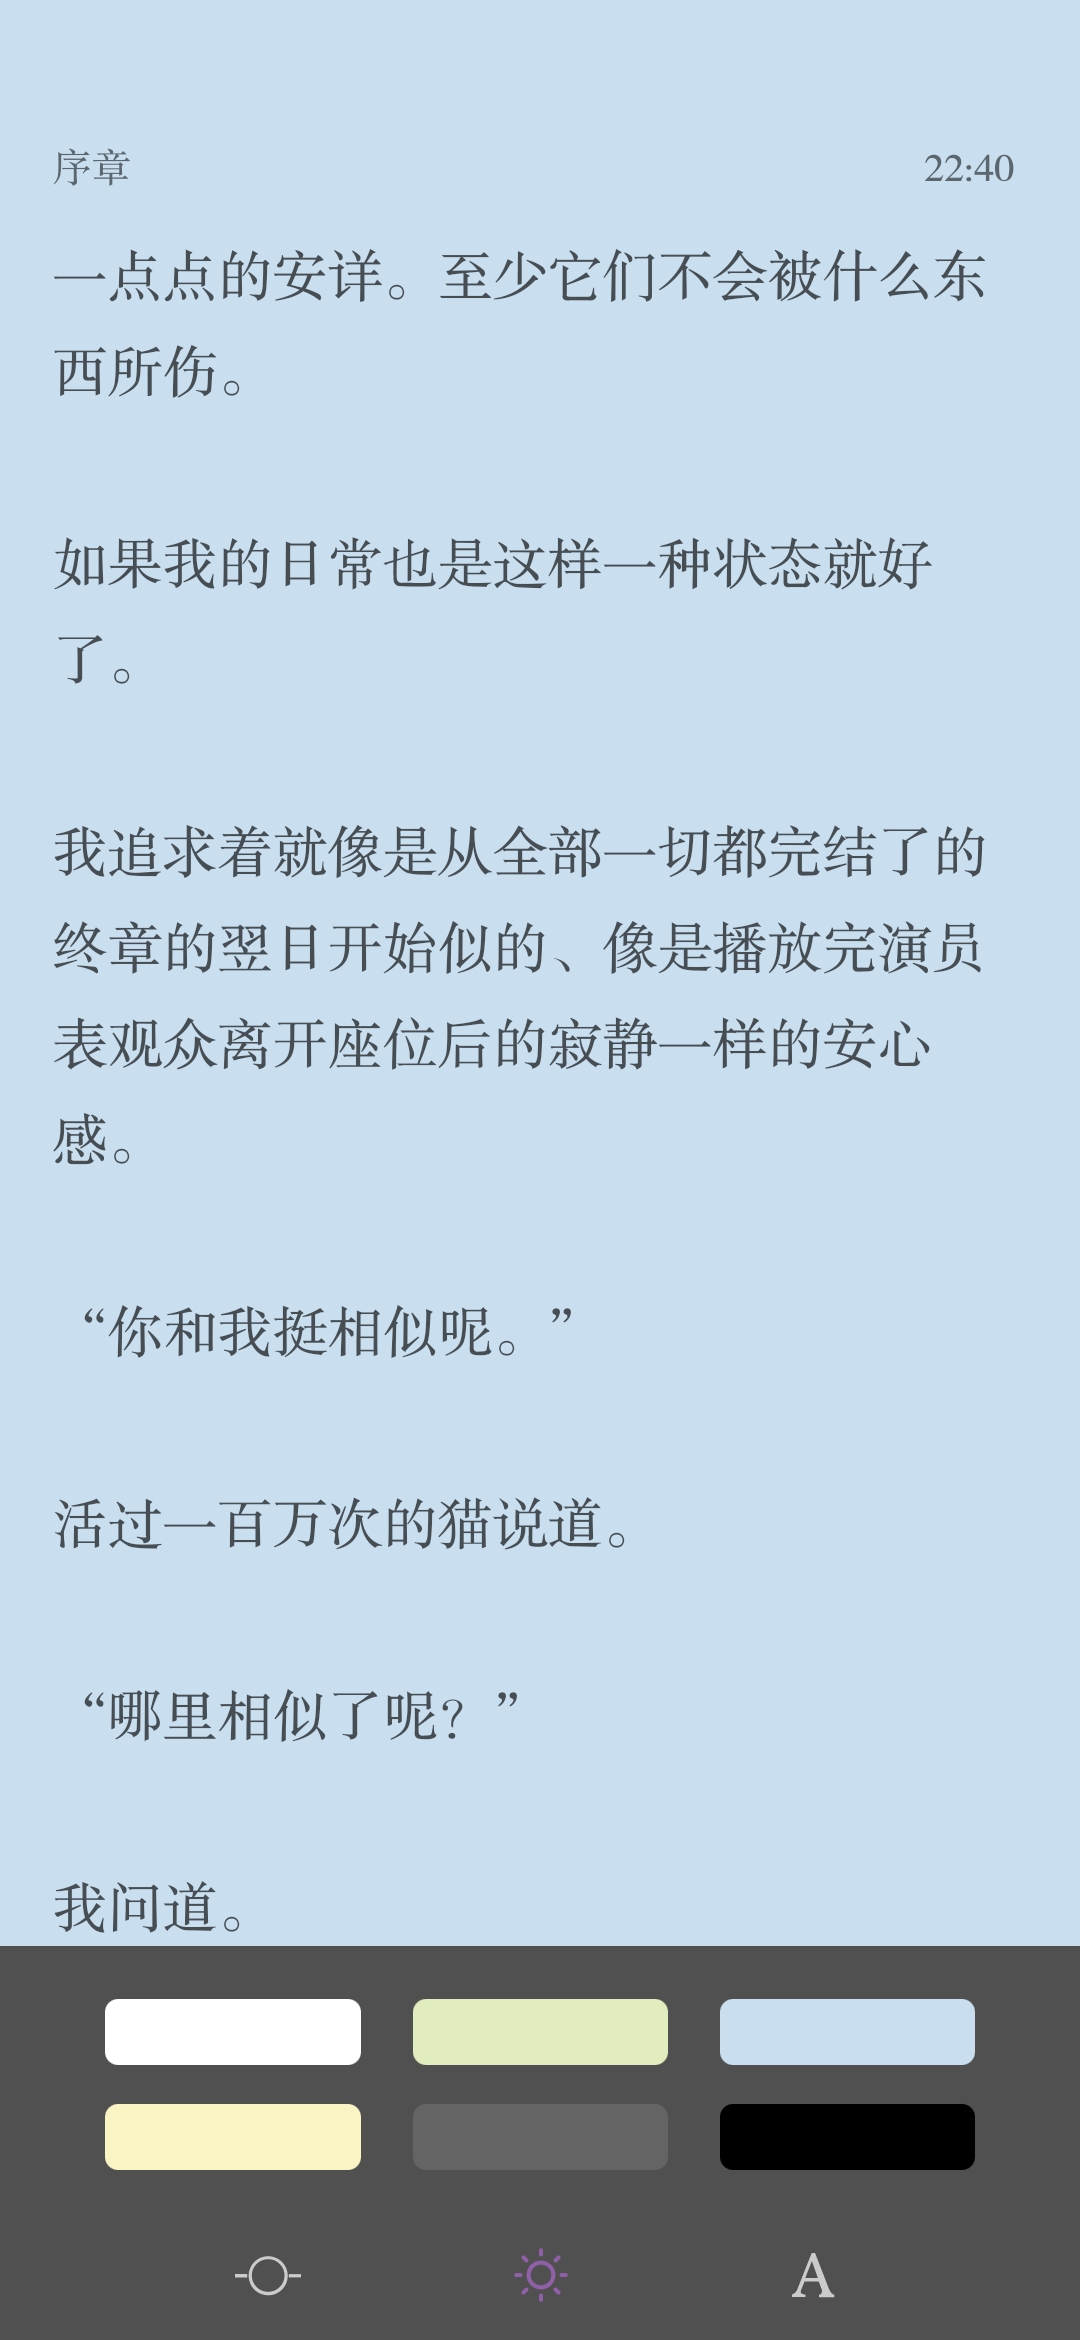 序章
22:40
一点点的安详。至少它们不会被什么东
西所伤。
如果我的日常也是这样一种状态就好
了。
我追求着就像是从全部一切都完结了的
终章的翌日开始似的、像是播放完演员
表观众离开座位后的寂静一样的安心
感。
“你和我挺相似呢。”
活过一百万次的猫说道。
“哪里相似了呢？”
我问道。
A